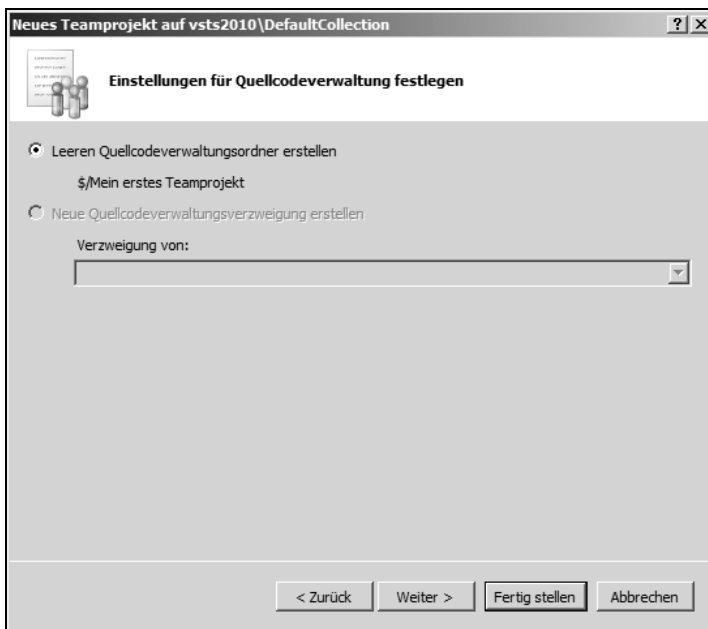 Neues Teamprojekt auf vsts2010\DefaultCollection
Einstellungen für Quellcodeverwaltung festlegen
Leeren Quellcodeverwaltungsordner erstellen
$/Mein erstes Teamprojekt
Neue Quellcodeverwaltungsverzweigung erstellen
Verzweigung von:
< Zurück Weiter > Fertig stellen Abbrechen